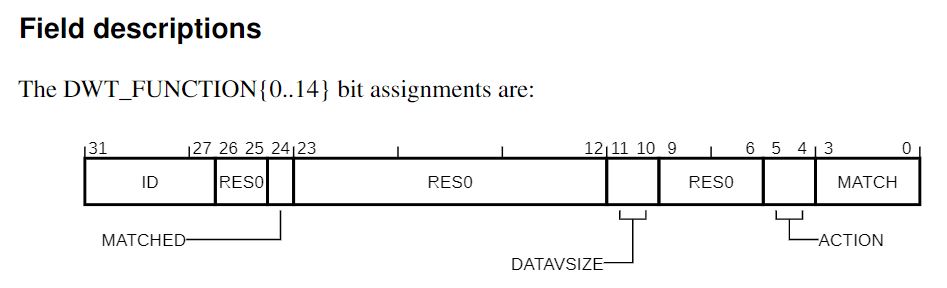 Field descriptions
The DWT_FUNCTION{0..14} bit assignments are:
31 27 26 25 24 23 12 11 10 9 6 5 4 3 0
ID RES0 RES0 RES0 MATCH
MATCHED ACTION
DATAVSIZE